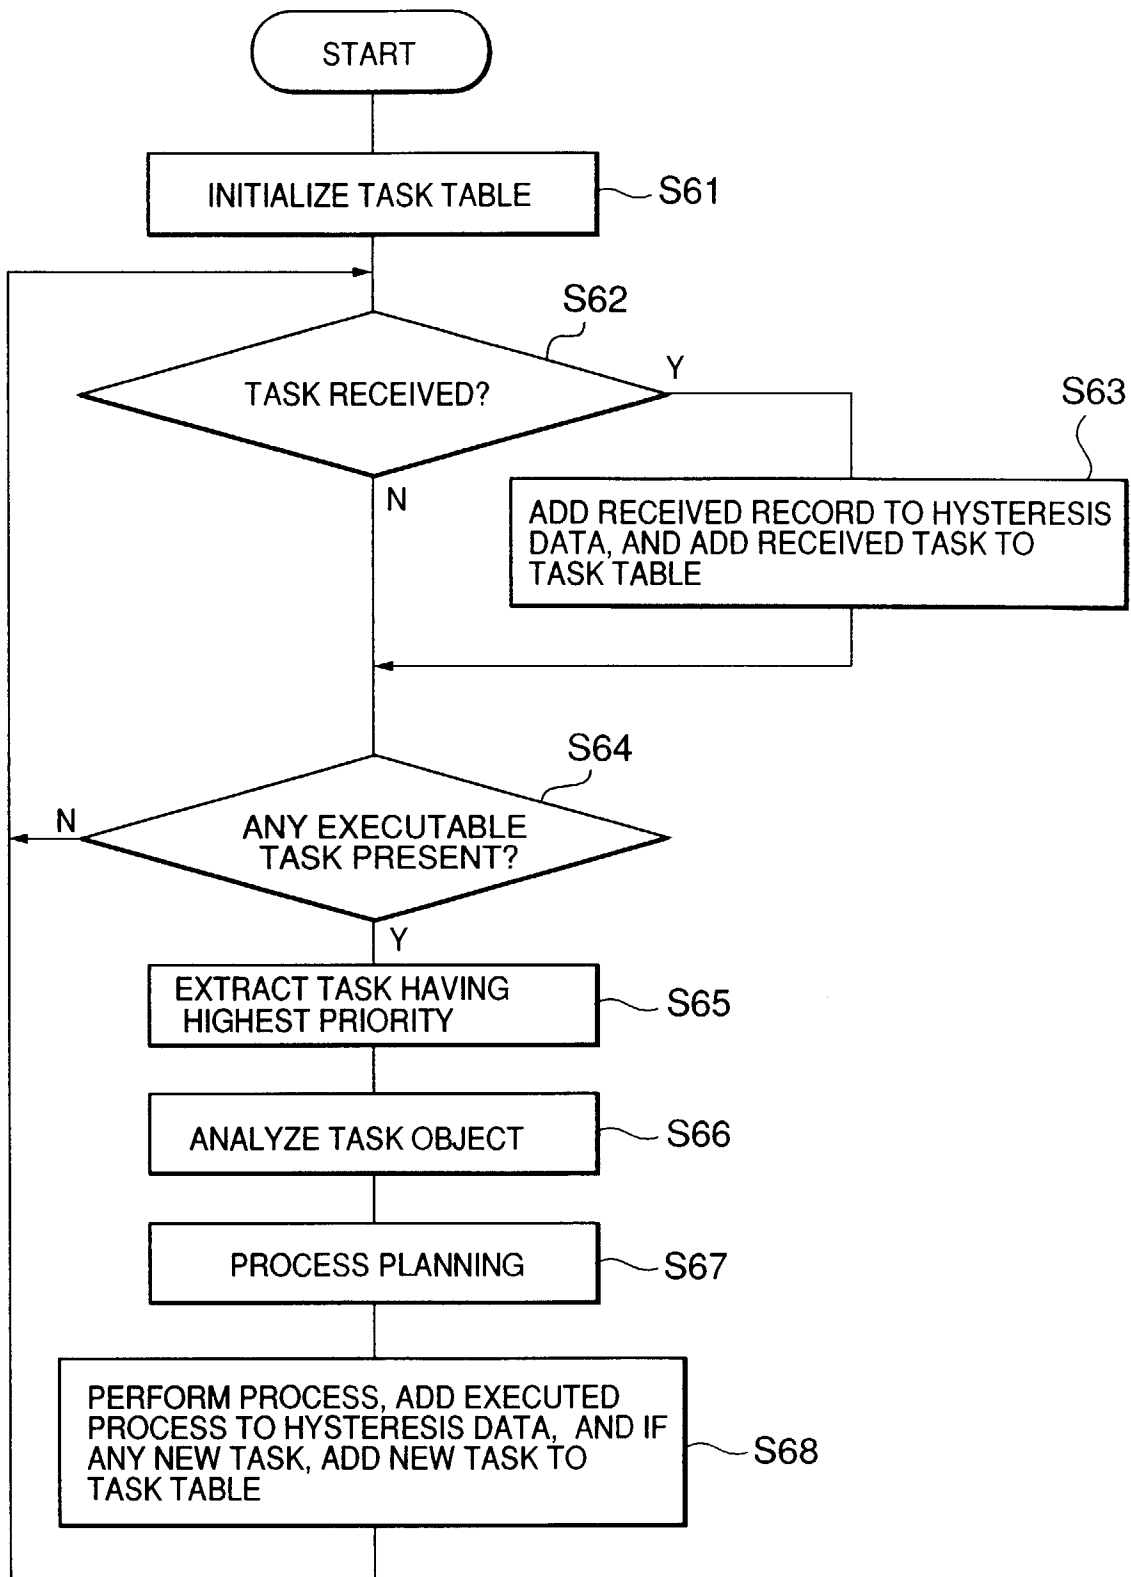 START
INITIALIZE TASK TABLE
S61
S62
TASK RECEIVED?
Y
N
S63
ADD RECEIVED RECORD TO HYSTERESIS
DATA, AND ADD RECEIVED TASK TO
TASK TABLE
S64
ANY EXECUTABLE
TASK PRESENT?
N
Y
EXTRACT TASK HAVING
HIGHEST PRIORITY
S65
ANALYZE TASK OBJECT
S66
PROCESS PLANNING
S67
PERFORM PROCESS, ADD EXECUTED
PROCESS TO HYSTERESIS DATA, AND IF
ANY NEW TASK, ADD NEW TASK TO
TASK TABLE
S68